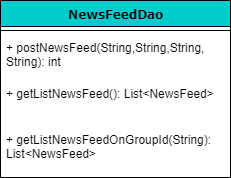 NewsFeedDao
+ postNewsFeed(String,String,String,
String): int
+ getListNewsFeed(): List<NewsFeed>
+ getListNewsFeedOnGroupId(String):
List<NewsFeed>